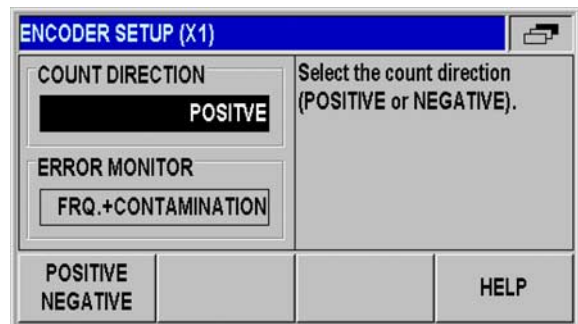 ENCODER SETUP (X1)
COUNT DIRECTION
POSITVE
Select the count direction
(POSITIVE or NEGATIVE).
ERROR MONITOR
FRQ.+CONTAMINATION
POSITIVE
NEGATIVE
HELP